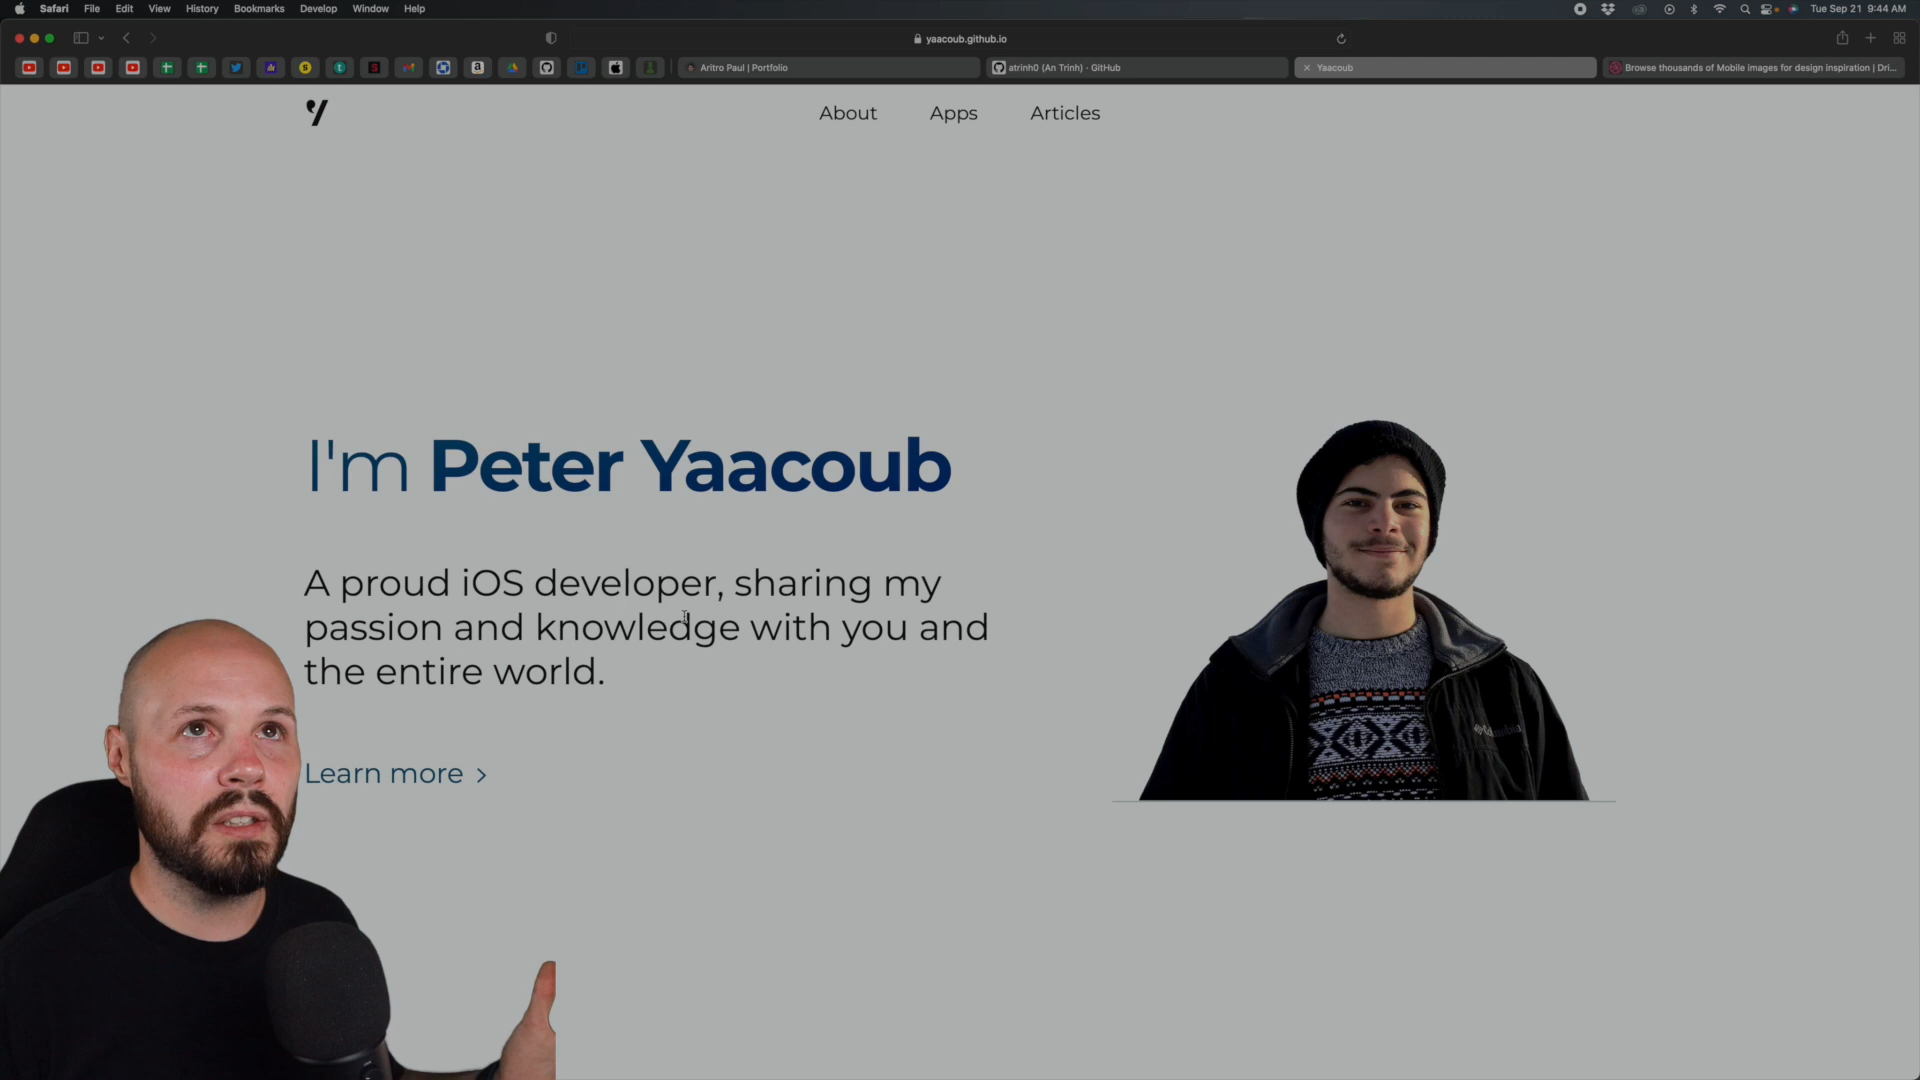 Safari File Edit View History Bookmarks Develop Window Help
Tue Sep 21 9:44 AM
yaacoub.github.io
Aritro Paul | Portfolio
atrinh0 (An Trinh) · GitHub
Yaacoub
Browse thousands of Mobile images for design inspiration | Dri...
About Apps Articles
I'm Peter Yaacoub
A proud iOS developer, sharing my
passion and knowledge with you and
the entire world.
Learn more >
Columbia